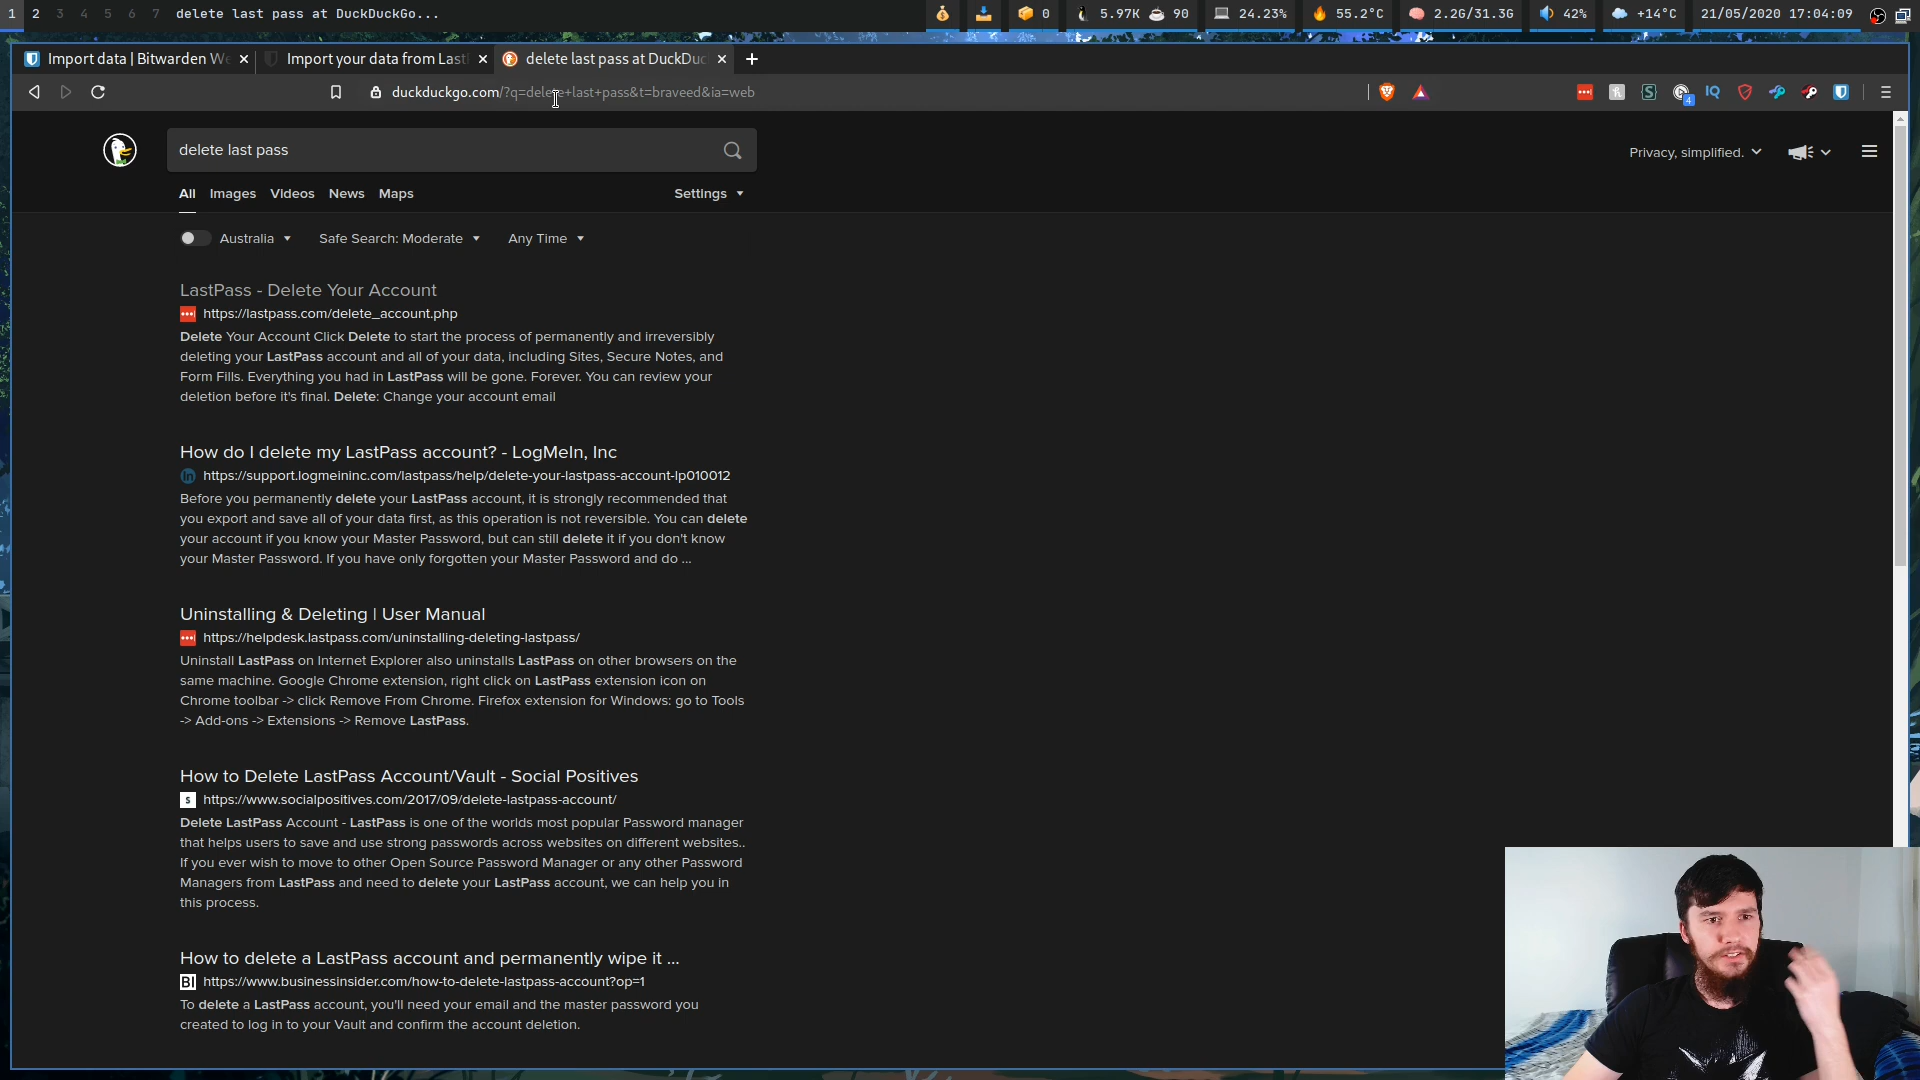 1 2 3 4 5 6 7 delete last pass at DuckDuckGo...
0 5.97K 90 24.23% 55.2°C 2.2G/31.3G 42% +14°C 21/05/2020 17:04:09
Import data | Bitwarden We Import your data from Last delete last pass at DuckDuc
duckduckgo.com/?q=delete+last+pass&t=braveed&ia=web
4 IQ
delete last pass
Privacy, simplified.
All Images Videos News Maps Settings
Australia Safe Search: Moderate Any Time
LastPass - Delete Your Account
https://lastpass.com/delete_account.php
Delete Your Account Click Delete to start the process of permanently and irreversibly
deleting your LastPass account and all of your data, including Sites, Secure Notes, and
Form Fills. Everything you had in LastPass will be gone. Forever. You can review your
deletion before it's final. Delete: Change your account email
How do I delete my LastPass account? - LogMeIn, Inc
in https://support.logmeininc.com/lastpass/help/delete-your-lastpass-account-lp010012
Before you permanently delete your LastPass account, it is strongly recommended that
you export and save all of your data first, as this operation is not reversible. You can delete
your account if you know your Master Password, but can still delete it if you don't know
your Master Password. If you have only forgotten your Master Password and do ...
Uninstalling & Deleting | User Manual
https://helpdesk.lastpass.com/uninstalling-deleting-lastpass/
Uninstall LastPass on Internet Explorer also uninstalls LastPass on other browsers on the
same machine. Google Chrome extension, right click on LastPass extension icon on
Chrome toolbar -> click Remove From Chrome. Firefox extension for Windows: go to Tools
-> Add-ons -> Extensions -> Remove LastPass.
How to Delete LastPass Account/Vault - Social Positives
S https://www.socialpositives.com/2017/09/delete-lastpass-account/
Delete LastPass Account - LastPass is one of the worlds most popular Password manager
that helps users to save and use strong passwords across websites on different websites..
If you ever wish to move to other Open Source Password Manager or any other Password
Managers from LastPass and need to delete your LastPass account, we can help you in
this process.
How to delete a LastPass account and permanently wipe it ...
BI https://www.businessinsider.com/how-to-delete-lastpass-account?op=1
To delete a LastPass account, you'll need your email and the master password you
created to log in to your Vault and confirm the account deletion.